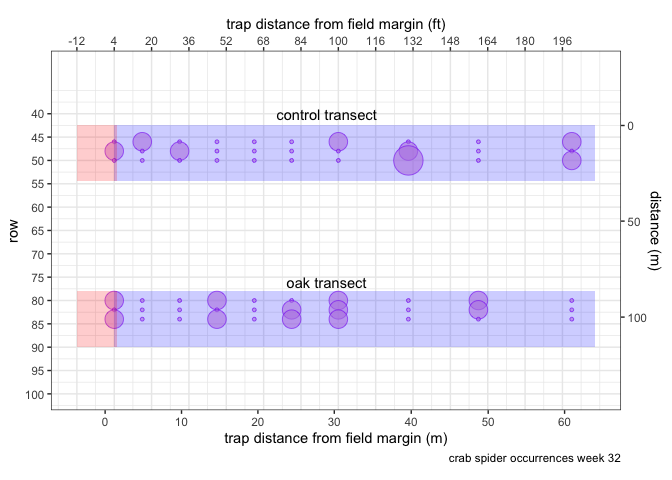 trap distance from field margin (ft)
-12 4 20 36 52 68 84 100 116 132 148 164 180 196
control transect
40
45
50
55
60
65
70
75
80
85
90
95
100
row
0
50
100
distance (m)
oak transect
0 10 20 30 40 50 60
trap distance from field margin (m)
crab spider occurrences week 32